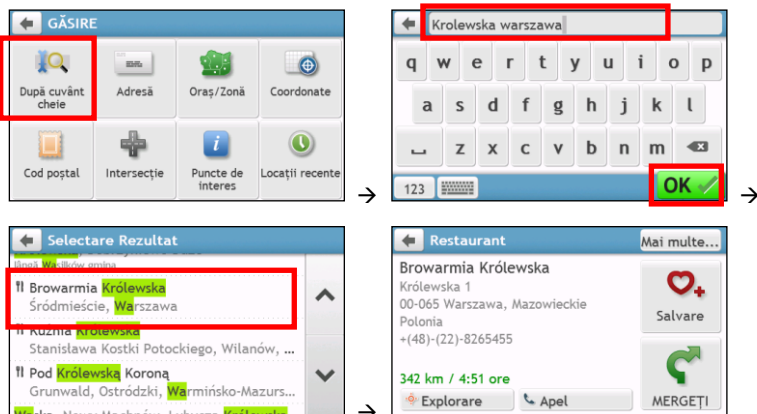 GĂSIRE
După cuvânt
cheie
Adresă
Oraș/Zonă
Coordonate
Cod poștal
Intersecție
Puncte de
interes
Locații recente
→
Krolewska warszawa
q w e r t y u i o p
a s d f g h j k l
z x c v b n m
123
OK
→
Selectare Rezultat
lângă Wasilków gmina
Browarmia Królewska
Śródmieście, Warszawa
Kuźnia Królewska
Stanisława Kostki Potockiego, Wilanów, ...
Pod Królewską Koroną
Grunwald, Ostródzki, Warmińsko-Mazurs...
→
Restaurant
Mai multe...
Browarmia Królewska
Królewska 1
00-065 Warszawa, Mazowieckie
Polonia
+(48)-(22)-8265455
342 km / 4:51 ore
Explorare
Apel
Salvare
MERGEȚI